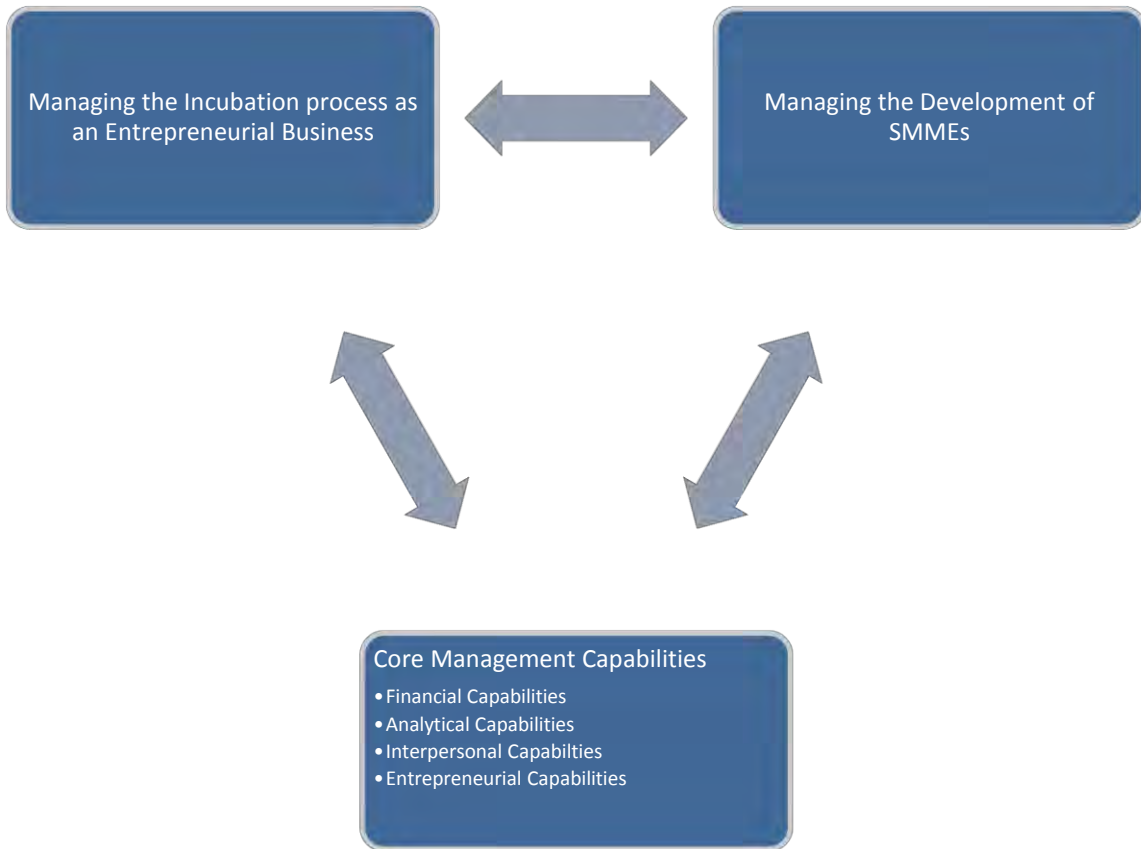 Managing the Incubation process as
an Entrepreneurial Business
Managing the Development of
SMMEs
Core Management Capabilities
•Financial Capabilities
•Analytical Capabilities
•Interpersonal Capabilties
•Entrepreneurial Capabilities